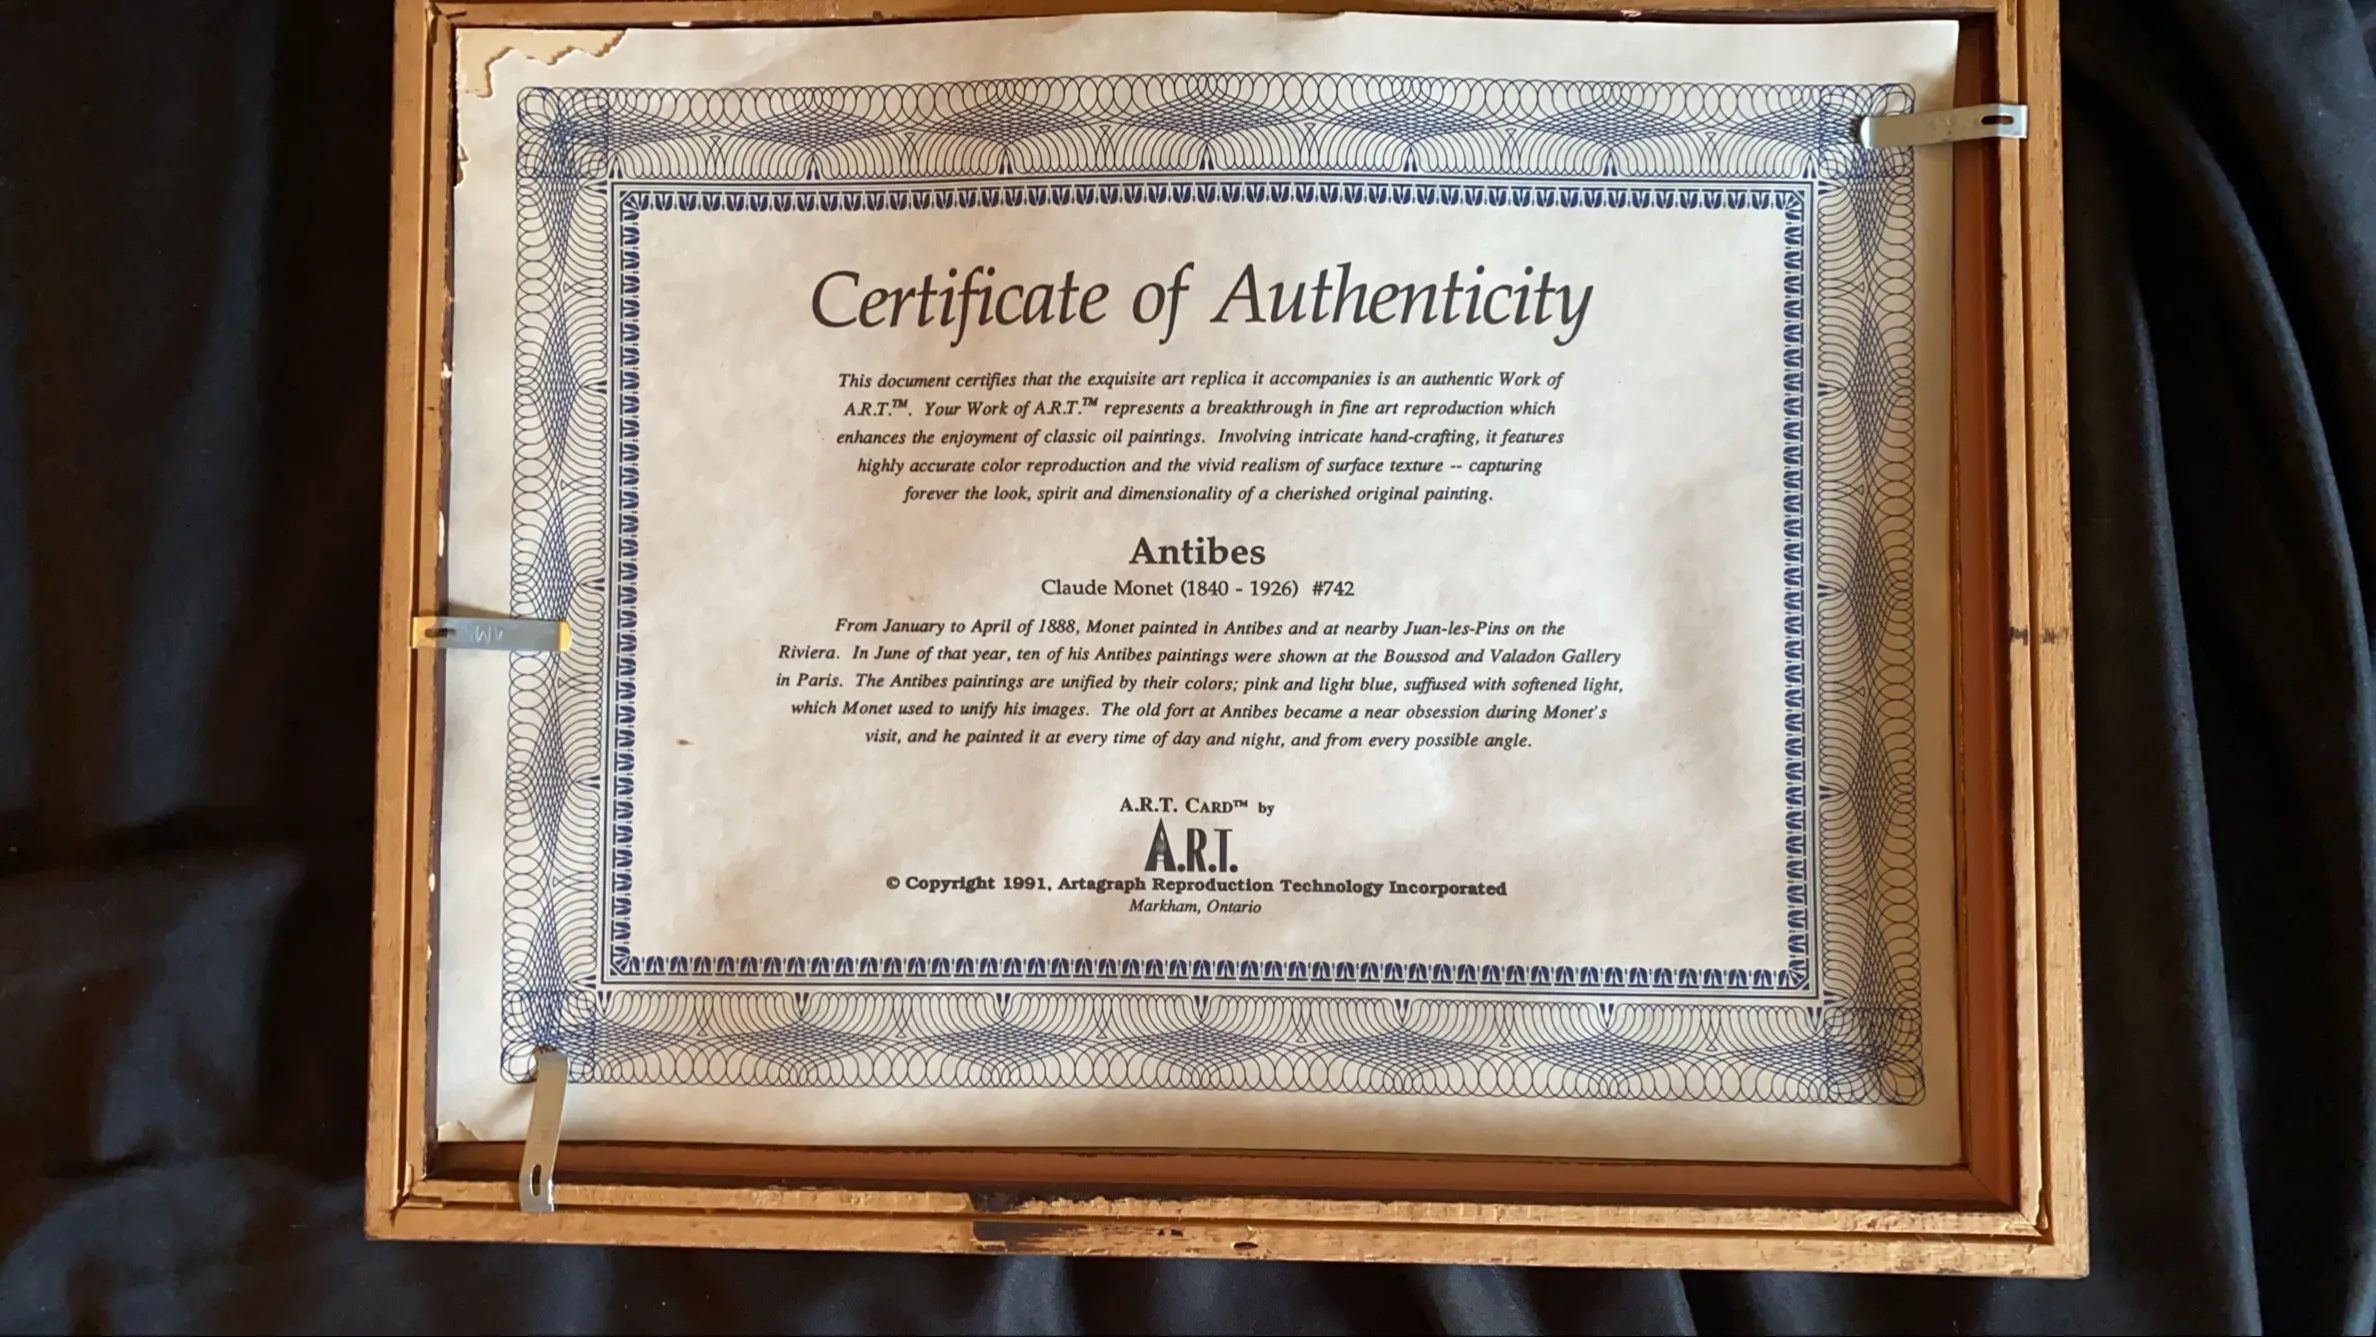 Certificate of Authenticity
This document certifies that the exquisite art replica it accompanies is an authentic Work of
A.R.T.™. Your Work of A.R.T.™ represents a breakthrough in fine art reproduction which
enhances the enjoyment of classic oil paintings. Involving intricate hand-crafting, it features
highly accurate color reproduction and the vivid realism of surface texture -- capturing
forever the look, spirit and dimensionality of a cherished original painting.
Antibes
Claude Monet (1840 - 1926) #742
From January to April of 1888, Monet painted in Antibes and at nearby Juan-les-Pins on the
Riviera. In June of that year, ten of his Antibes paintings were shown at the Boussod and Valadon Gallery
in Paris. The Antibes paintings are unified by their colors; pink and light blue, suffused with softened light,
which Monet used to unify his images. The old fort at Antibes became a near obsession during Monet's
visit, and he painted it at every time of day and night, and from every possible angle.
A.R.T. CARD™ by
A.R.T.
© Copyright 1991, Artagraph Reproduction Technology Incorporated
Markham, Ontario